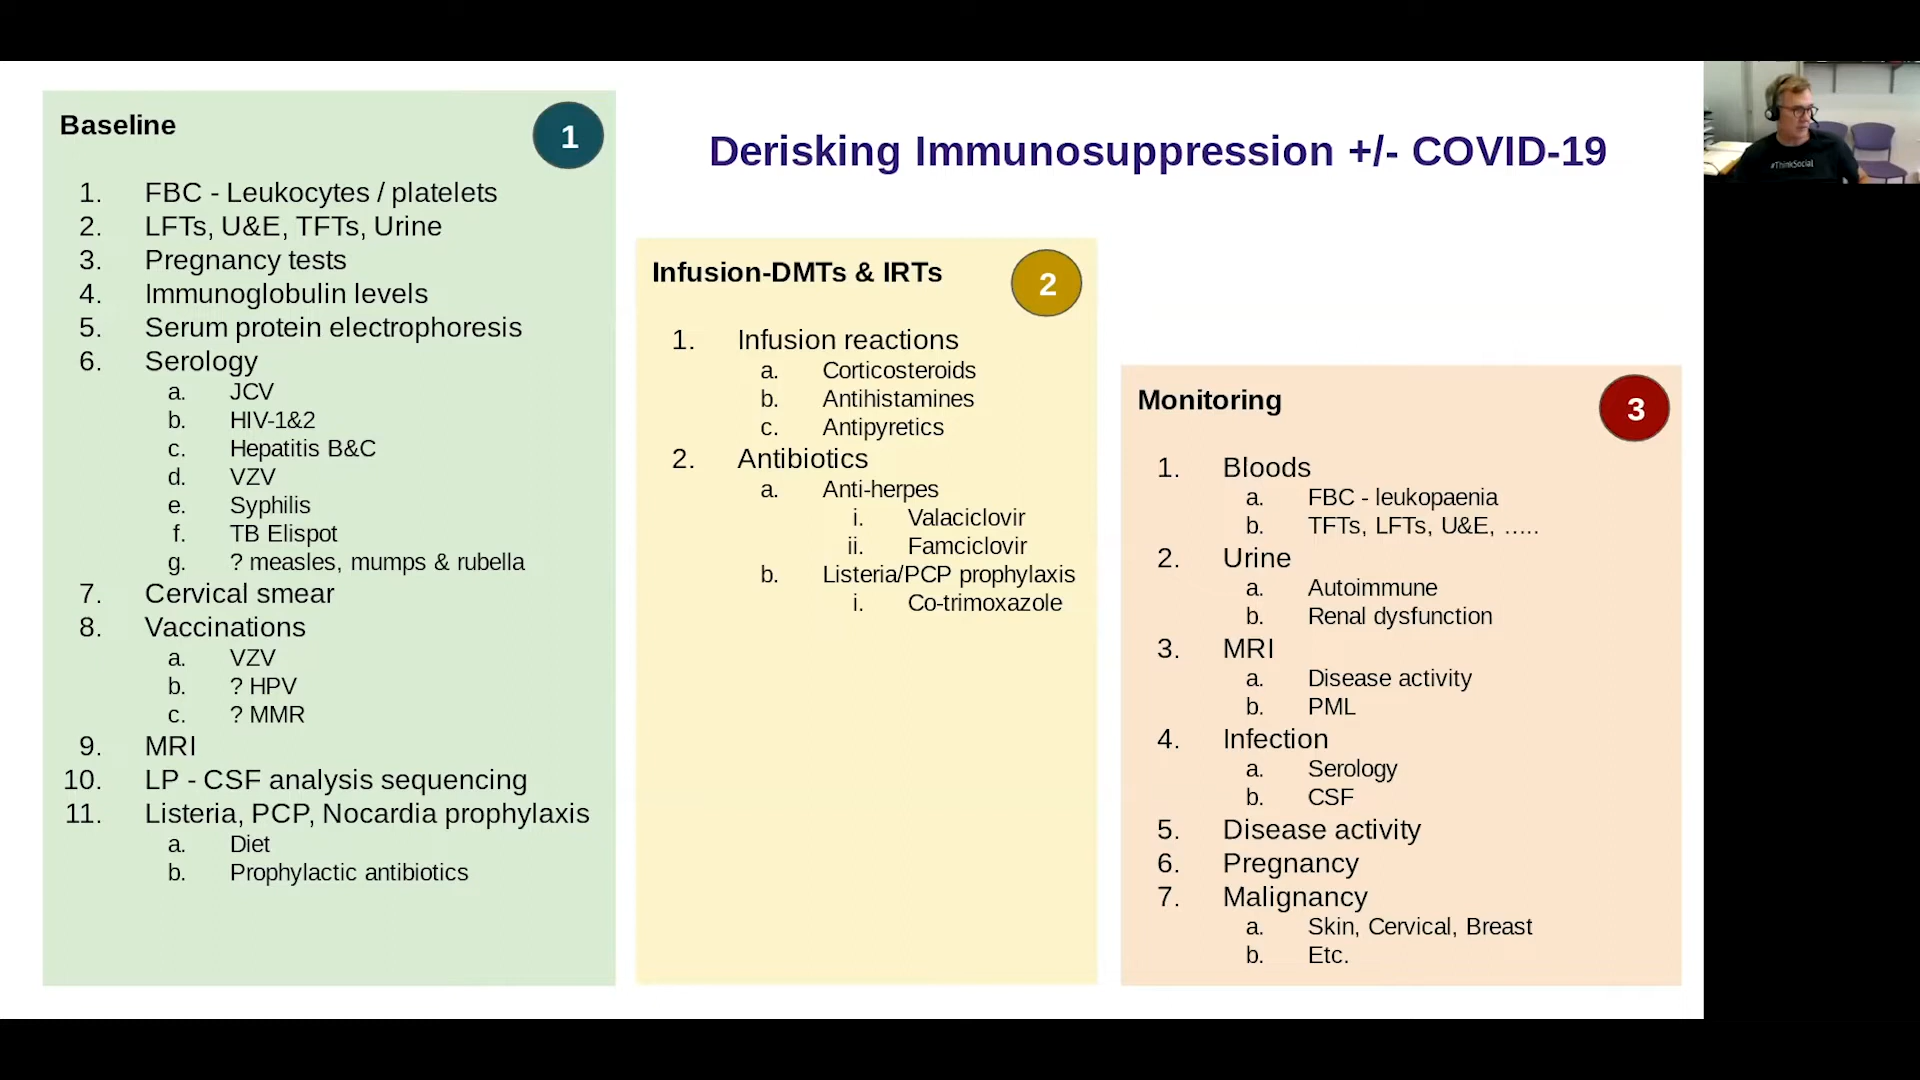 Baseline
1
1. FBC - Leukocytes / platelets
2. LFTs, U&E, TFTs, Urine
3. Pregnancy tests
4. Immunoglobulin levels
5. Serum protein electrophoresis
6. Serology
a. JCV
b. HIV-1&2
c. Hepatitis B&C
d. VZV
e. Syphilis
f. TB Elispot
g. ? measles, mumps & rubella
7. Cervical smear
8. Vaccinations
a. VZV
b. ? HPV
c. ? MMR
9. MRI
10. LP - CSF analysis sequencing
11. Listeria, PCP, Nocardia prophylaxis
a. Diet
b. Prophylactic antibiotics
Derisking Immunosuppression +/- COVID-19
Infusion-DMTs & IRTs
2
1. Infusion reactions
a. Corticosteroids
b. Antihistamines
c. Antipyretics
2. Antibiotics
a. Anti-herpes
i. Valaciclovir
ii. Famciclovir
b. Listeria/PCP prophylaxis
i. Co-trimoxazole
Monitoring
3
1. Bloods
a. FBC - leukopaenia
b. TFTs, LFTs, U&E, .....
2. Urine
a. Autoimmune
b. Renal dysfunction
3. MRI
a. Disease activity
b. PML
4. Infection
a. Serology
b. CSF
5. Disease activity
6. Pregnancy
7. Malignancy
a. Skin, Cervical, Breast
b. Etc.
#ThinkSocial